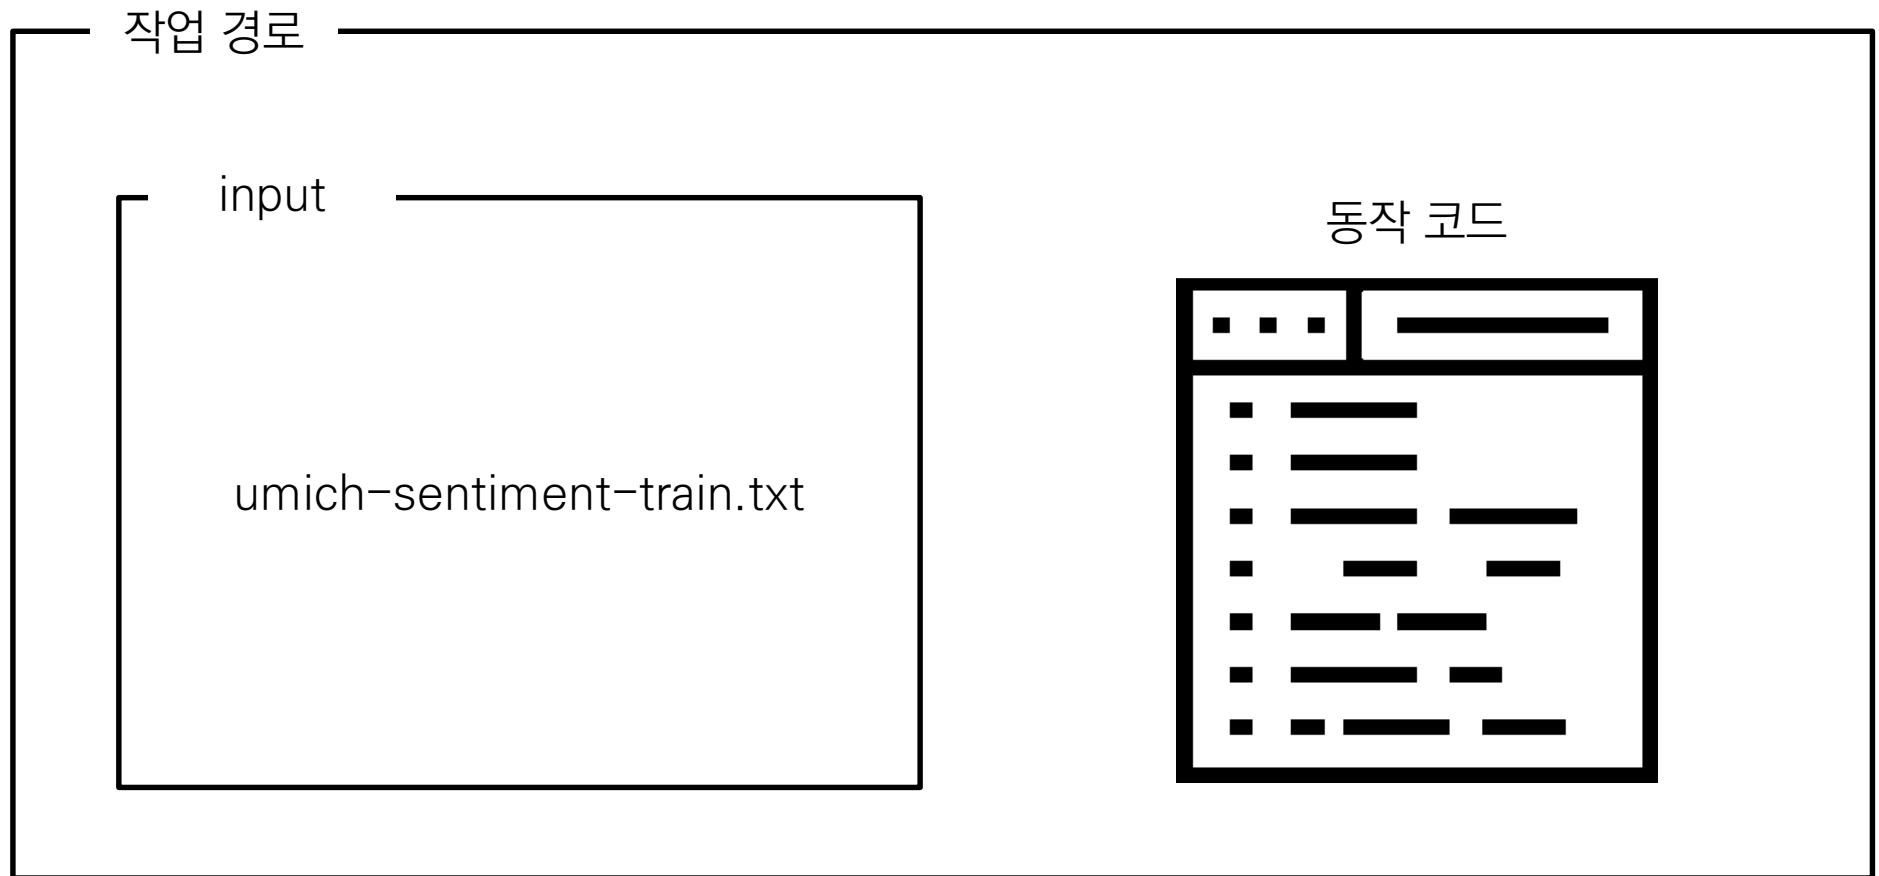 작업 경로
input
동작 코드
umich-sentiment-train.txt